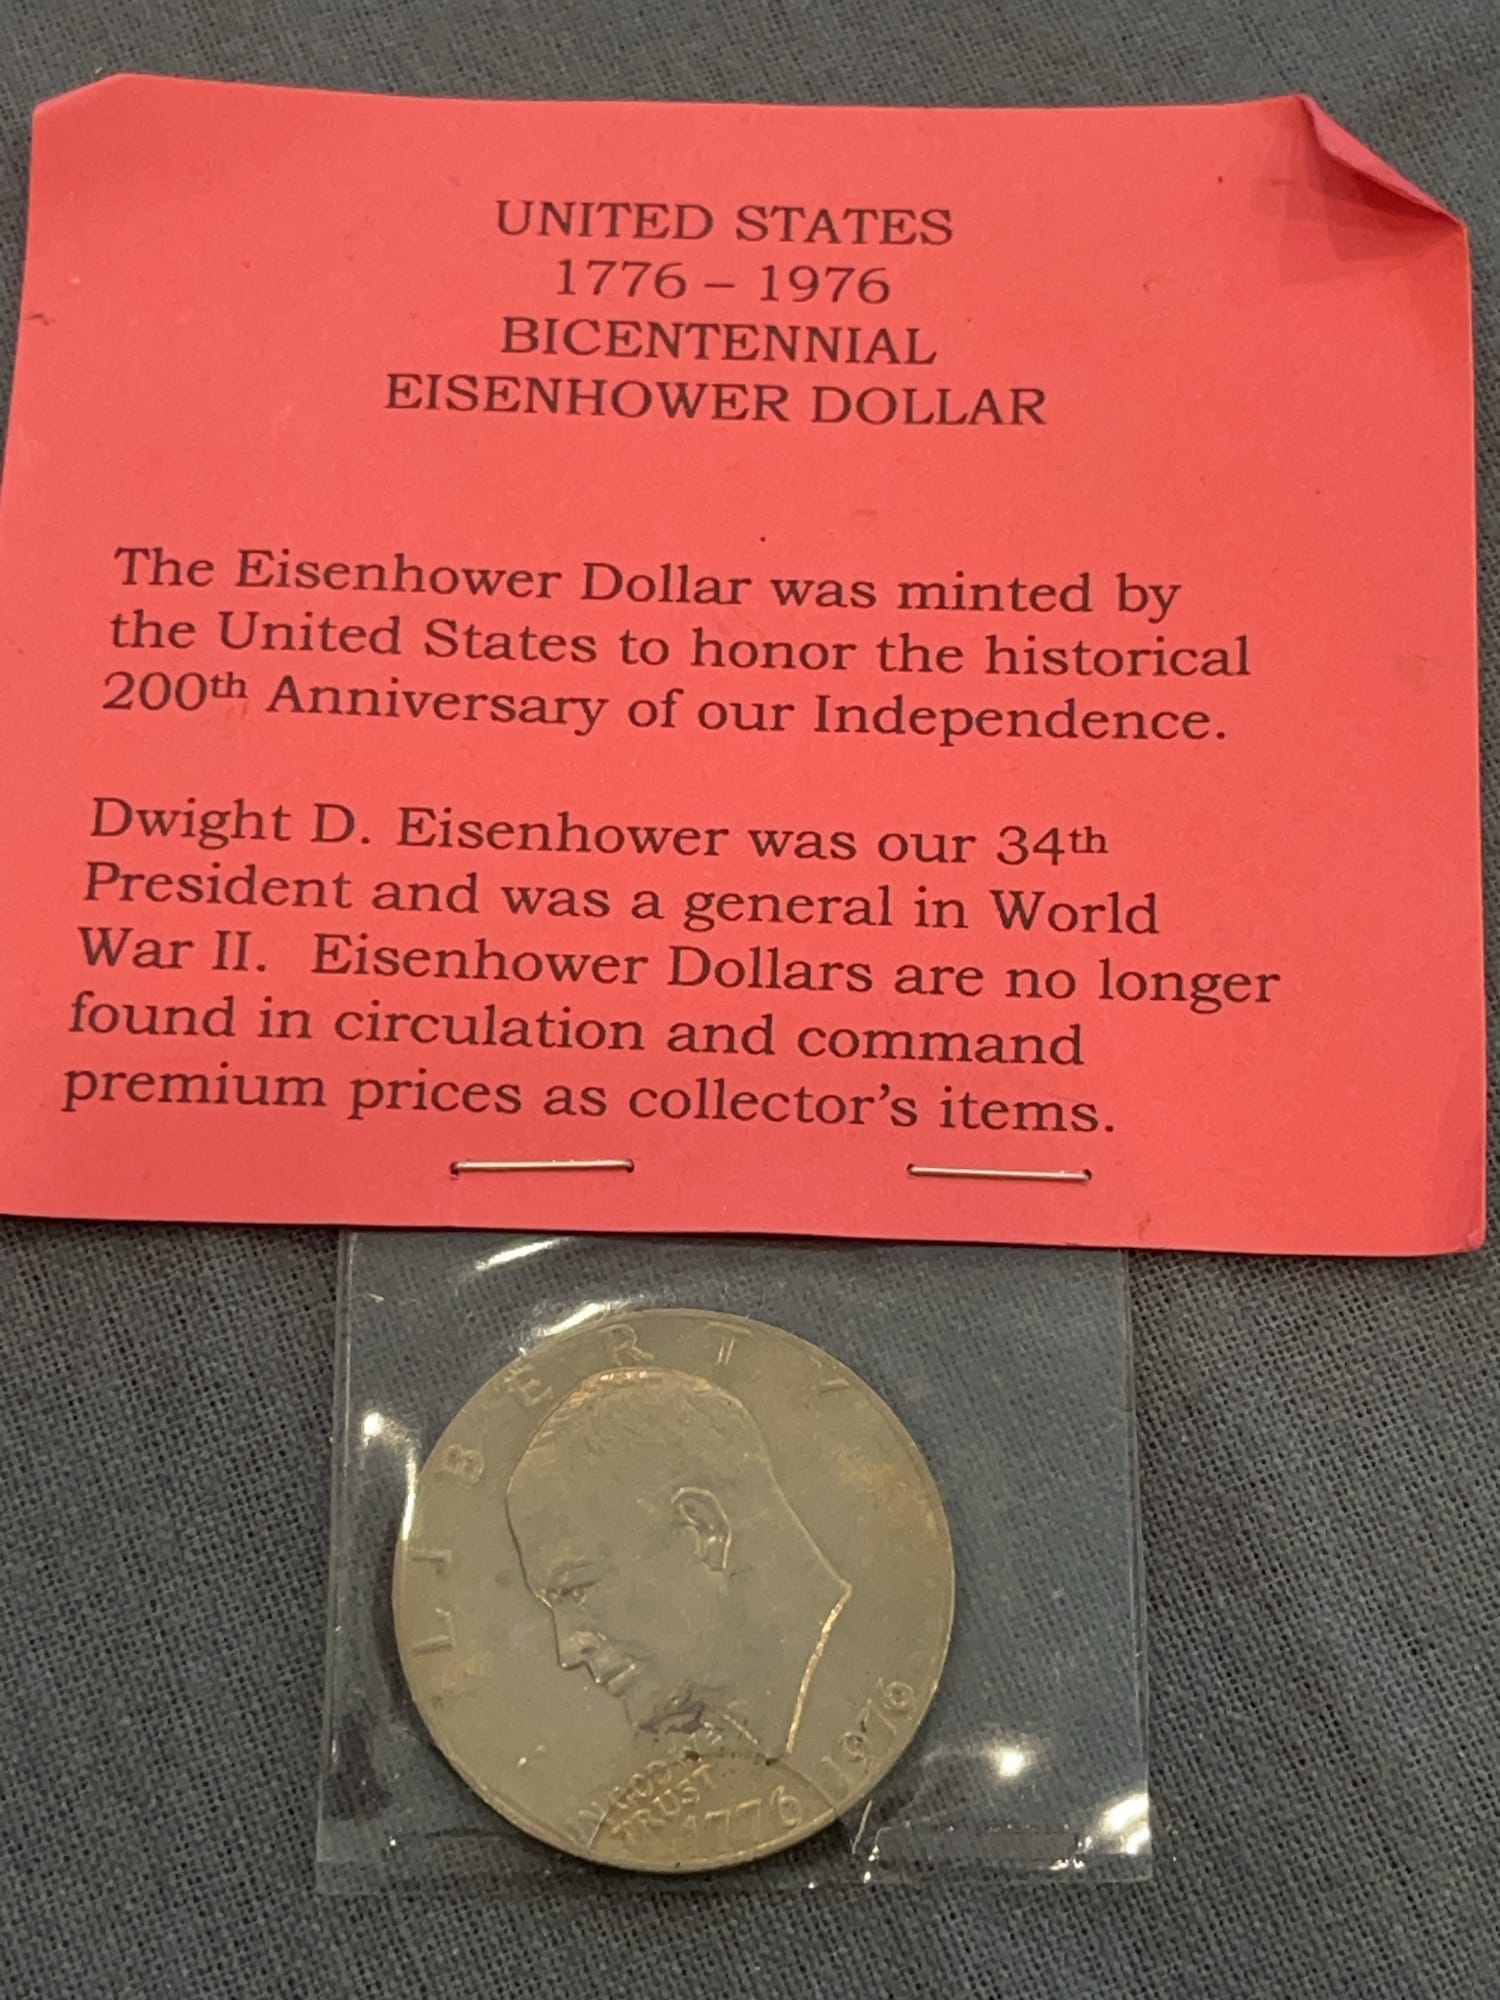 UNITED STATES
1776 – 1976
BICENTENNIAL
EISENHOWER DOLLAR
The Eisenhower Dollar was minted by
the United States to honor the historical
200th Anniversary of our Independence.
Dwight D. Eisenhower was our 34th
President and was a general in World
War II. Eisenhower Dollars are no longer
found in circulation and command
premium prices as collector's items.
LIBERTY
IN GOD WE
TRUST
1776 1976